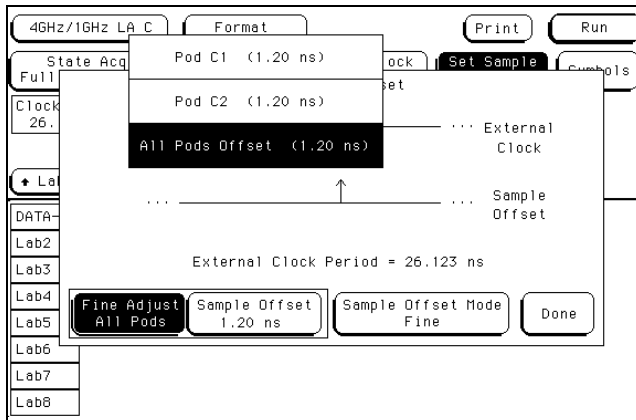 4GHz/1GHz LA C
Format
Print
Run
State Acq
Full
Pod C1 (1.20 ns)
ock
Set Sample
Symbols
set
Clock
26.
Pod C2 (1.20 ns)
All Pods Offset (1.20 ns)
... External
Clock
Lab
... ... Sample
Offset
DATA-
Lab2
Lab3
Lab4
Lab5
Lab6
Lab7
Lab8
External Clock Period = 26.123 ns
Fine Adjust
All Pods
Sample Offset
1.20 ns
Sample Offset Mode
Fine
Done